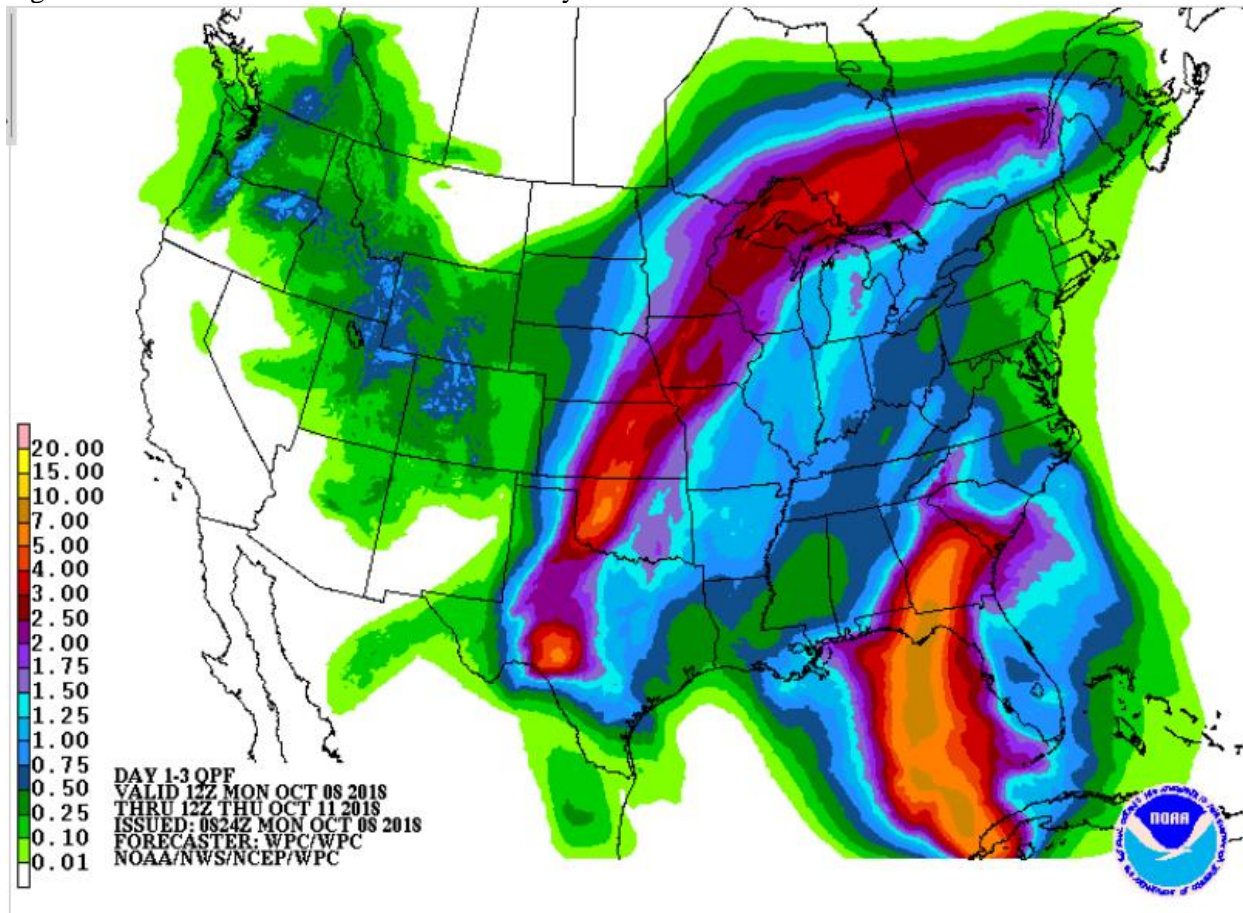 20.00
15.00
10.00
7.00
5.00
4.00
3.00
2.50
2.00
1.75
1.50
1.25
1.00
0.75
0.50
0.25
0.10
0.01
DAY 1-3 QPF
VALID 12Z MON OCT 08 2018
THRU 12Z THU OCT 11 2018
ISSUED: 0824Z MON OCT 08 2018
FORECASTER: WPC/WPC
NOAA/NWS/NCEP/WPC
NOAA